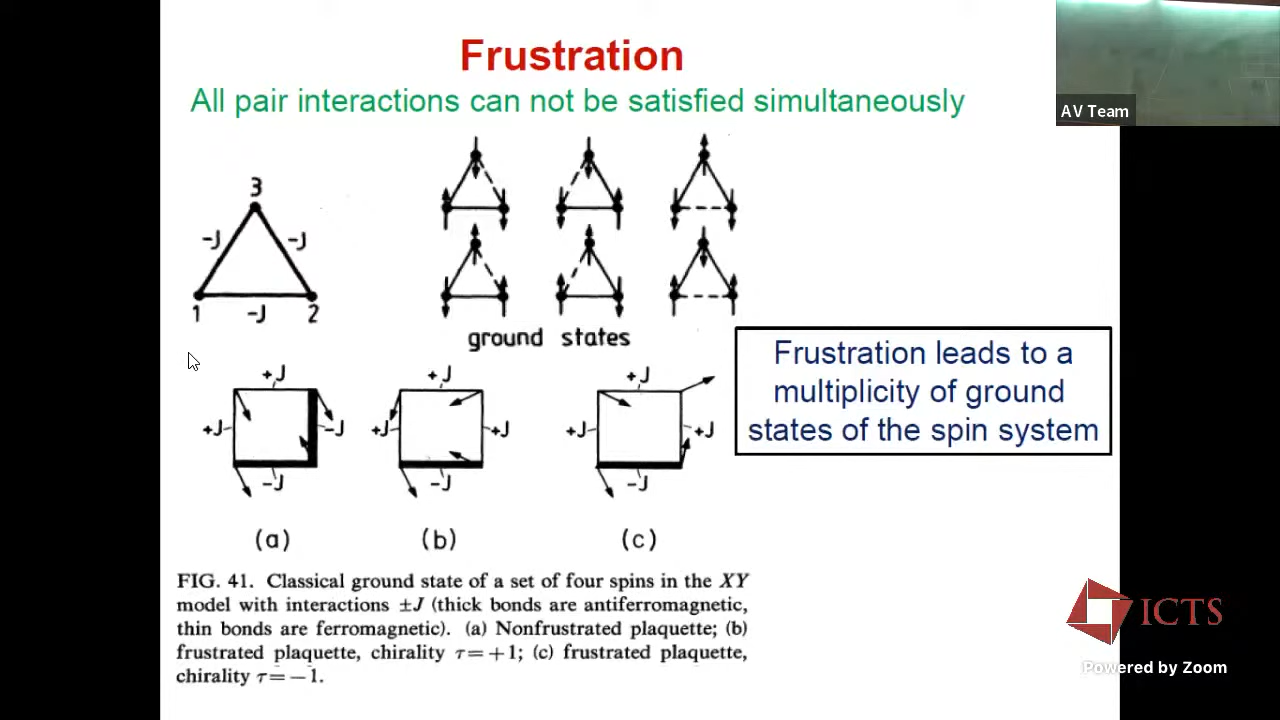 Frustration
All pair interactions can not be satisfied simultaneously
AV Team
3
-J
-J
1
-J
2
ground states
Frustration leads to a
multiplicity of ground
states of the spin system
+J
+J
-J
-J
(a)
+J
+J
+J
-J
(b)
+J
+J
+J
-J
(c)
FIG. 41. Classical ground state of a set of four spins in the XY
model with interactions ±J (thick bonds are antiferromagnetic,
thin bonds are ferromagnetic). (a) Nonfrustrated plaquette; (b)
frustrated plaquette, chirality τ=+1; (c) frustrated plaquette,
chirality τ=−1.
ICTS
Powered by Zoom